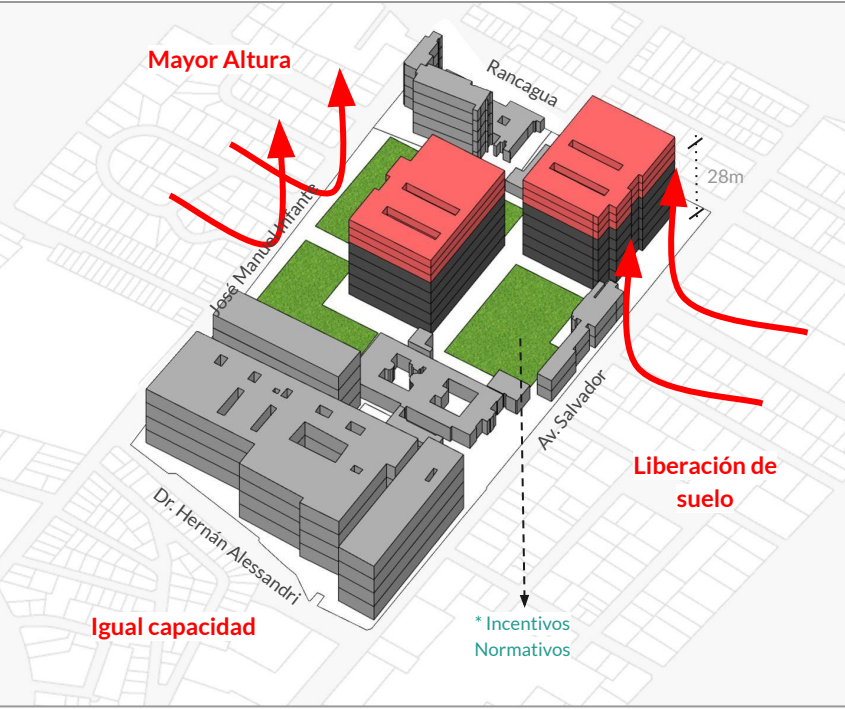 Mayor Altura
Rancagua
28m
José Manuel Infante
Av. Salvador
Liberación de
suelo
Dr. Hernán Alessandri
Igual capacidad
* Incentivos
Normativos